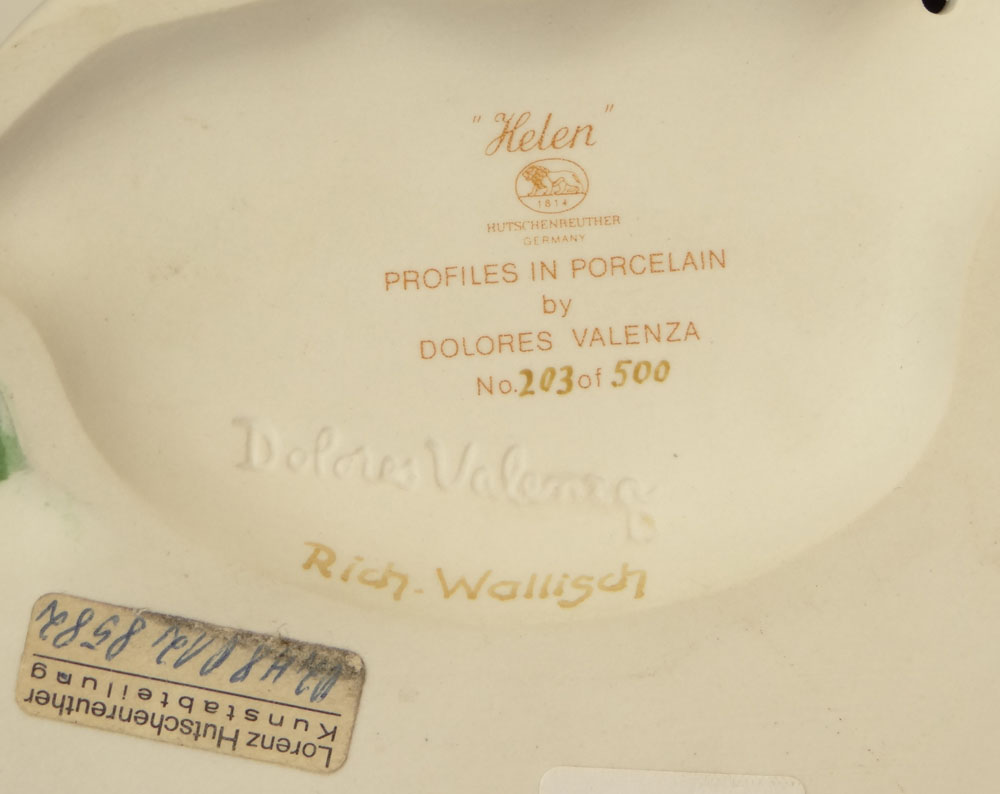 "Helen"
1814
HUTSCHENREUTHER
GERMANY
PROFILES IN PORCELAIN
by
DOLORES VALENZA
No. 203 of 500
Dolores Valenza
Rich. Wallisch
Lorenz Hutschenreuther
Kunstabteilung
8582